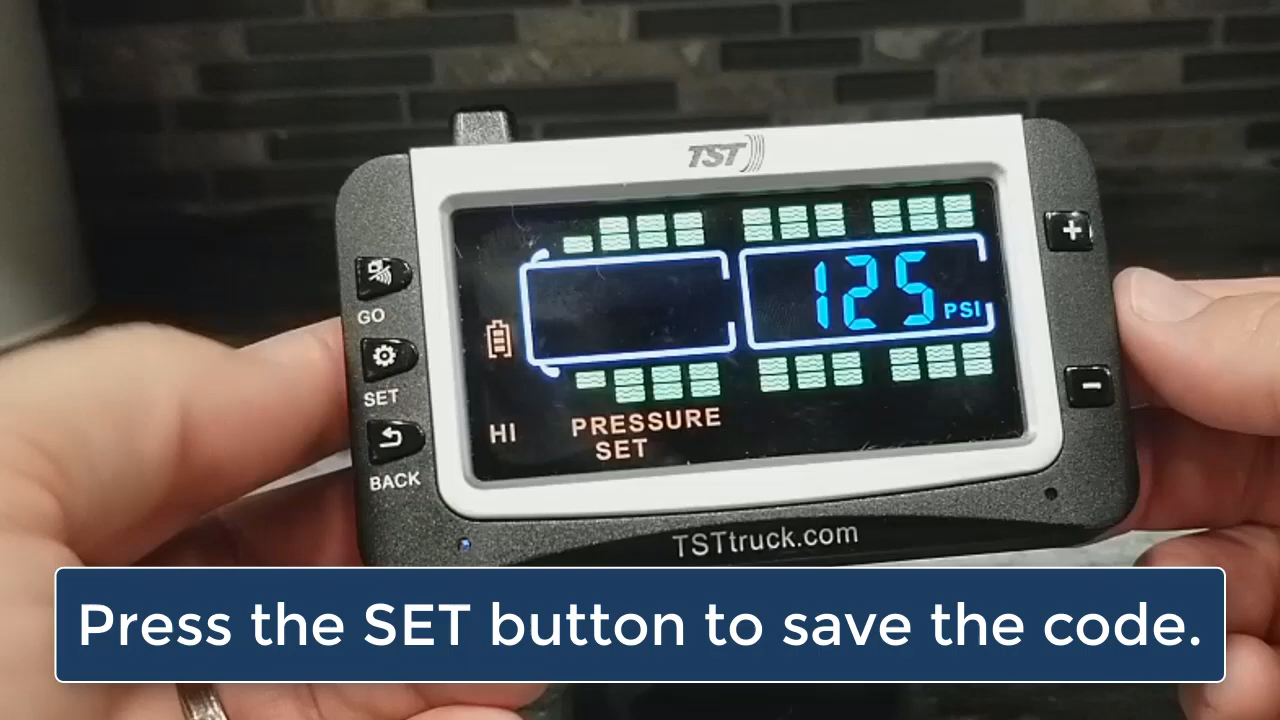 TST
GO
SET
BACK
+
-
125 PSI
HI
PRESSURE
SET
TSTtruck.com
Press the SET button to save the code.